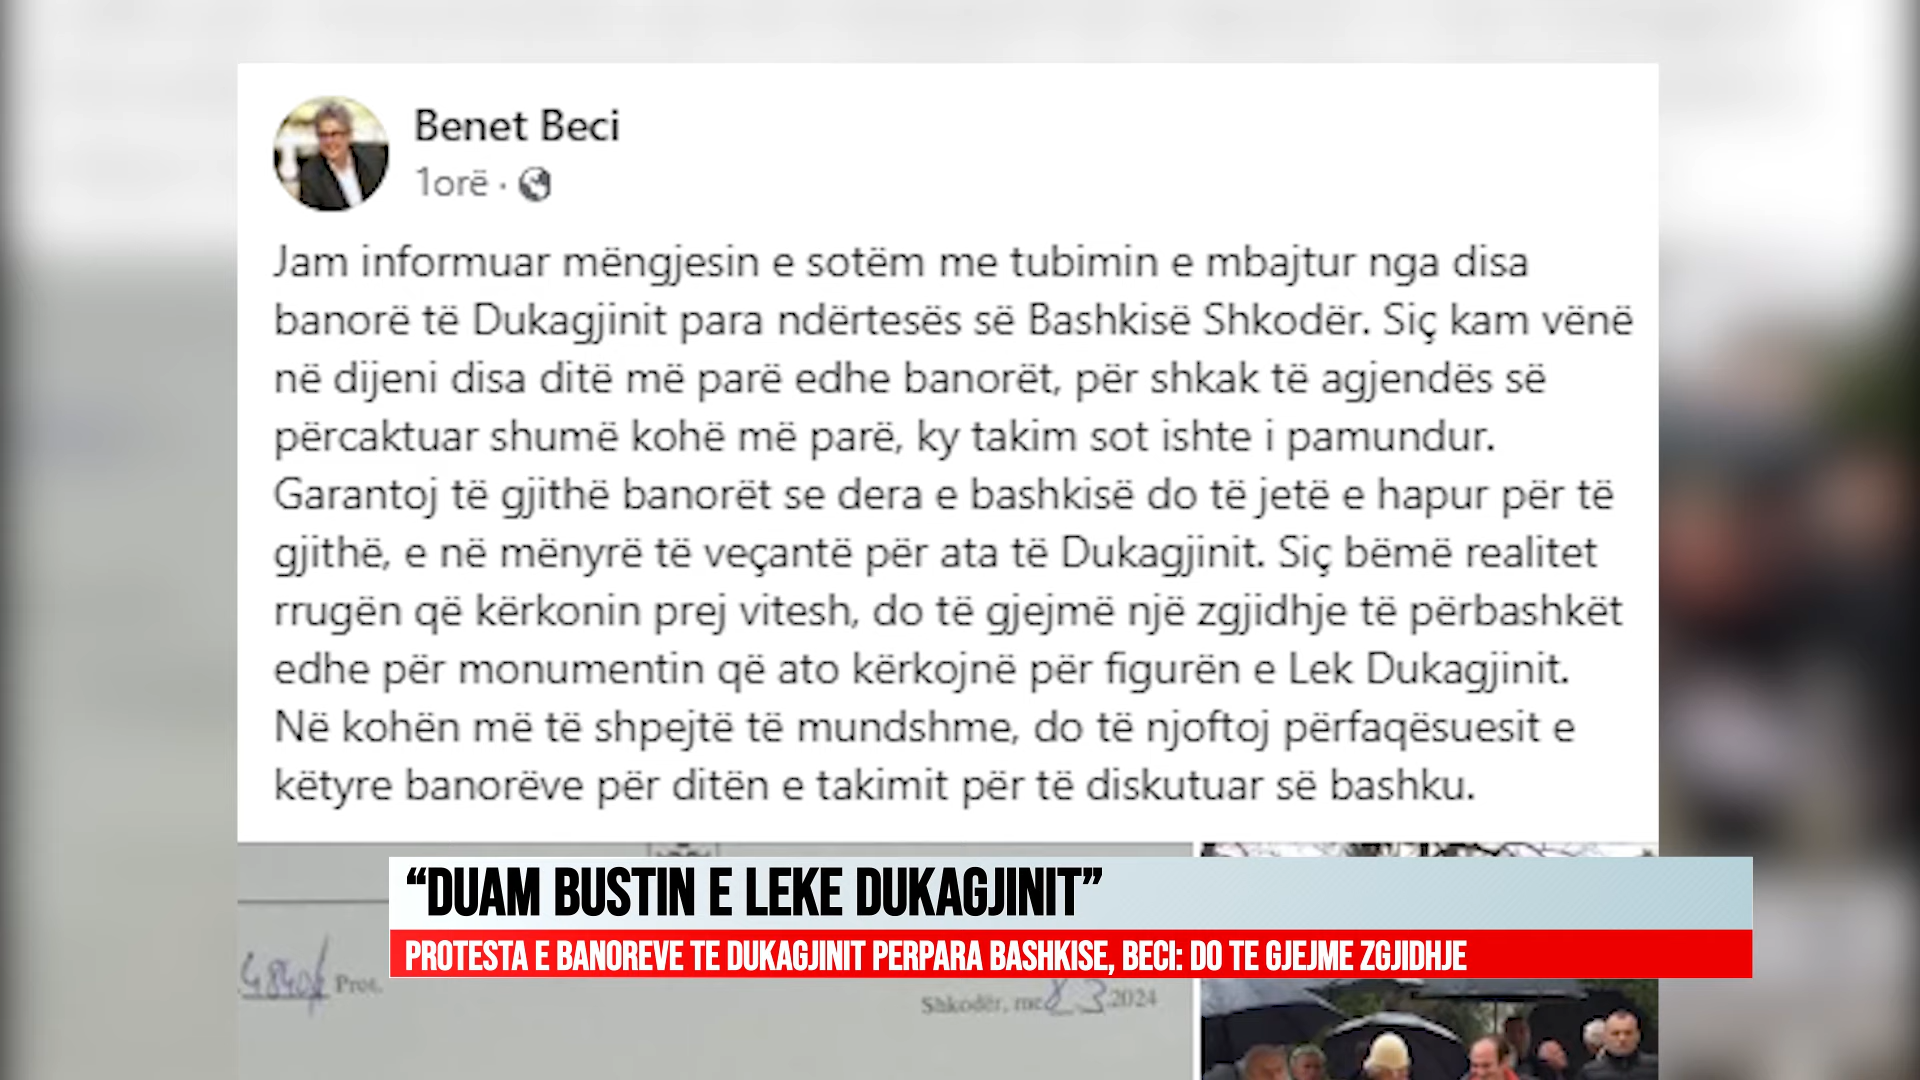 Benet Beci
1orë ·
Jam informuar mëngjesin e sotëm me tubimin e mbajtur nga disa
banorë të Dukagjinit para ndërtesës së Bashkisë Shkodër. Siç kam vënë
në dijeni disa ditë më parë edhe banorët, për shkak të agjendës së
përcaktuar shumë kohë më parë, ky takim sot ishte i pamundur.
Garantoj të gjithë banorët se dera e bashkisë do të jetë e hapur për të
gjithë, e në mënyrë të veçantë për ata të Dukagjinit. Siç bëmë realitet
rrugën që kërkonin prej vitesh, do të gjejmë një zgjidhje të përbashkët
edhe për monumentin që ato kërkojnë për figurën e Lek Dukagjinit.
Në kohën më të shpejtë të mundshme, do të njoftoj përfaqësuesit e
këtyre banorëve për ditën e takimit për të diskutuar së bashku.
“DUAM BUSTIN E LEKE DUKAGJINIT”
PROTESTA E BANOREVE TE DUKAGJINIT PERPARA BASHKISE, BECI: DO TE GJEJME ZGJIDHJE
Prot.
Shkodër, me 8.3.2024